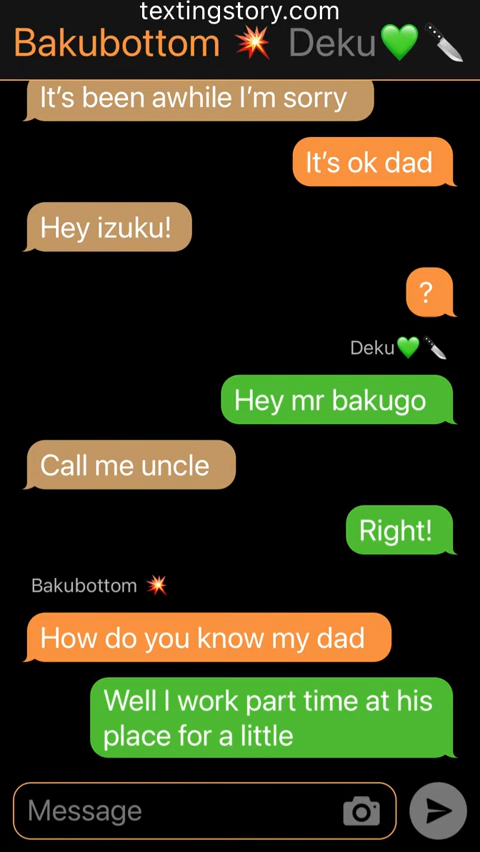 textingstory.com
Bakubottom 💥 Deku💚🔪
It's been awhile I'm sorry
It's ok dad
Hey izuku!
?
Deku💚🔪
Hey mr bakugo
Call me uncle
Right!
Bakubottom 💥
How do you know my dad
Well I work part time at his
place for a little
Message